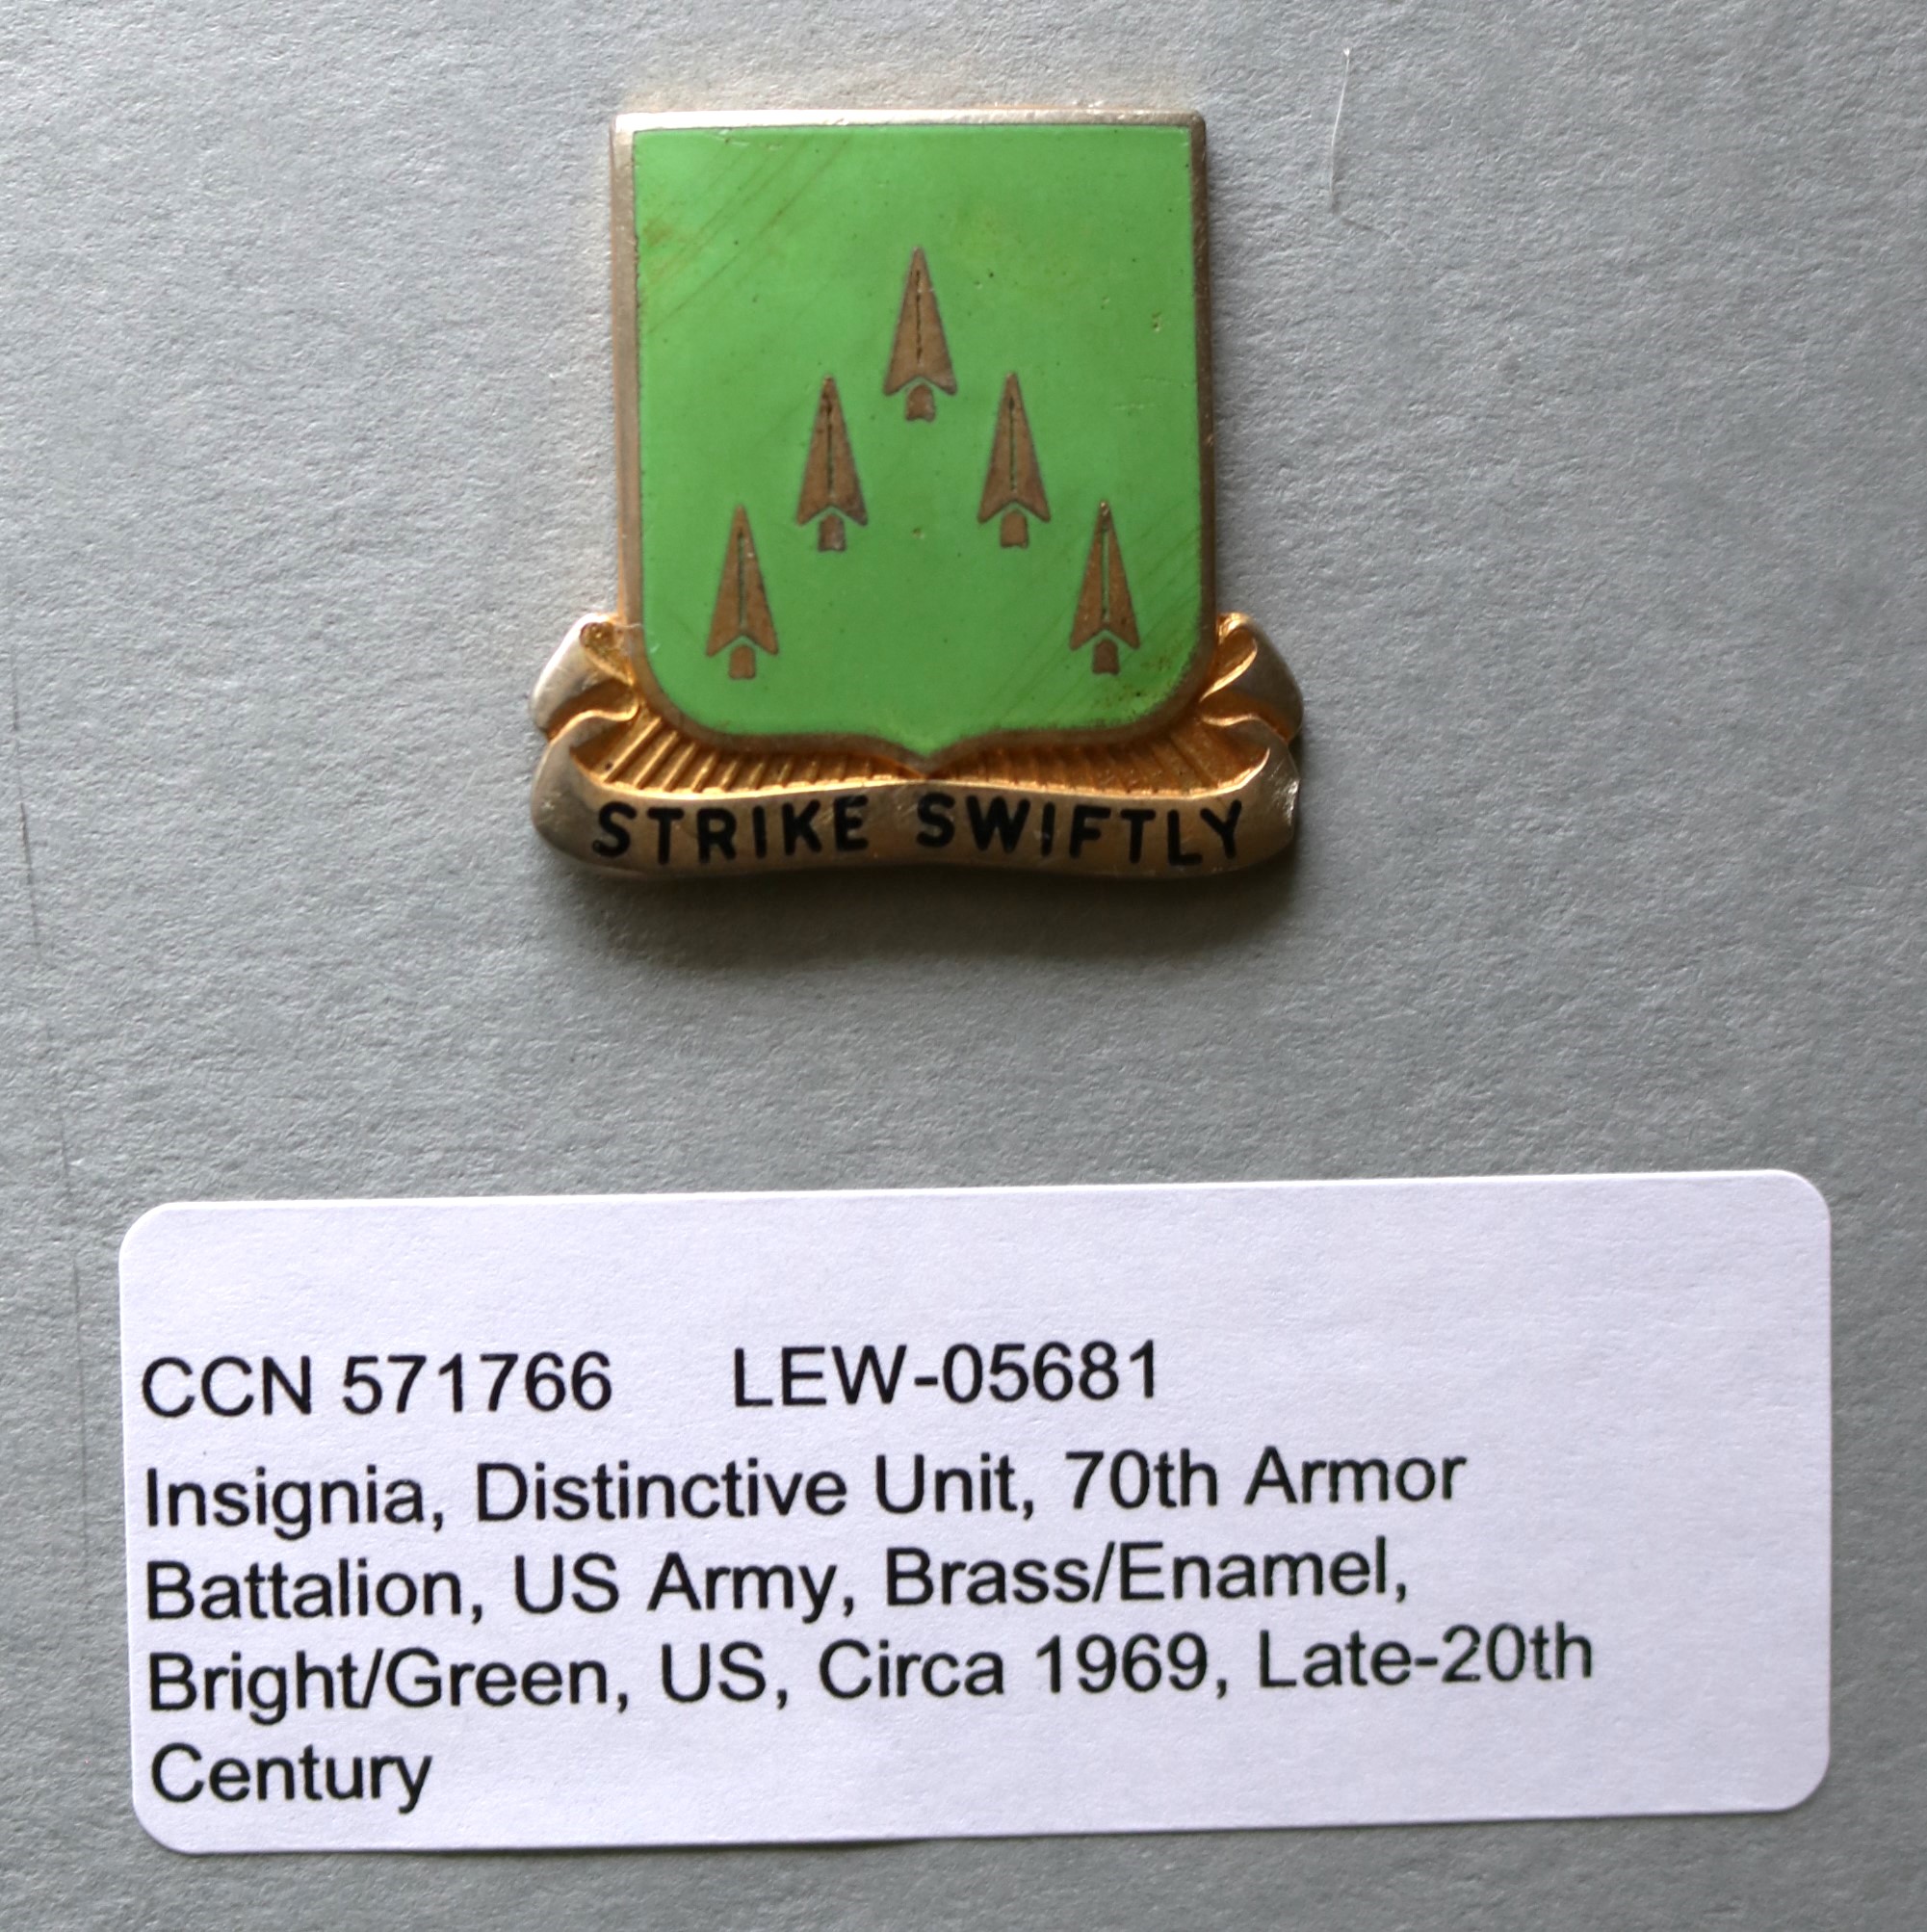 STRIKE SWIFTLY
CCN 571766 LEW-05681
Insignia, Distinctive Unit, 70th Armor
Battalion, US Army, Brass/Enamel,
Bright/Green, US, Circa 1969, Late-20th
Century